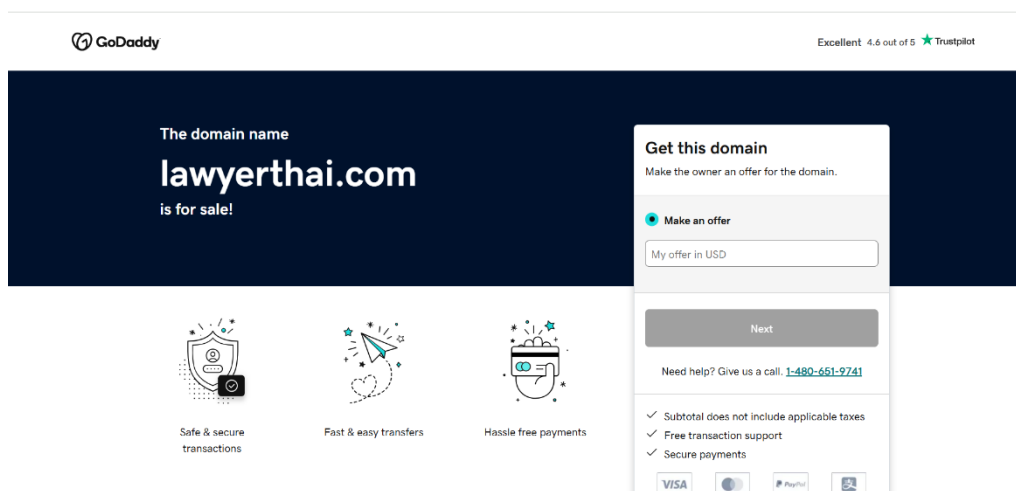 GoDaddy
Excellent 4.6 out of 5 Trustpilot
The domain name
lawyerthai.com
is for sale!
Get this domain
Make the owner an offer for the domain.
Make an offer
My offer in USD
Next
Need help? Give us a call. 1-480-651-9741
Safe & secure
transactions
Fast & easy transfers
Hassle free payments
Subtotal does not include applicable taxes
Free transaction support
Secure payments
VISA
PayPal